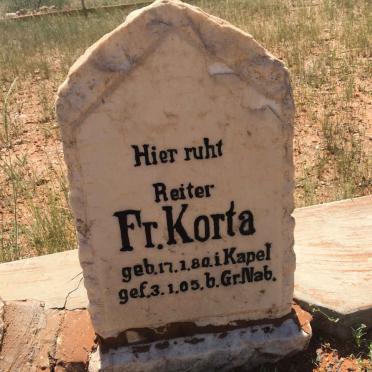 Hier ruht
Reiter
Fr. Korta
geb. 17.1.80. i. Kapel
gef. 3.1.05. b. Gr. Nab.